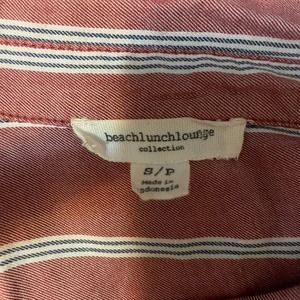 beachlunchlounge
collection
S/P
Made in
Indonesia